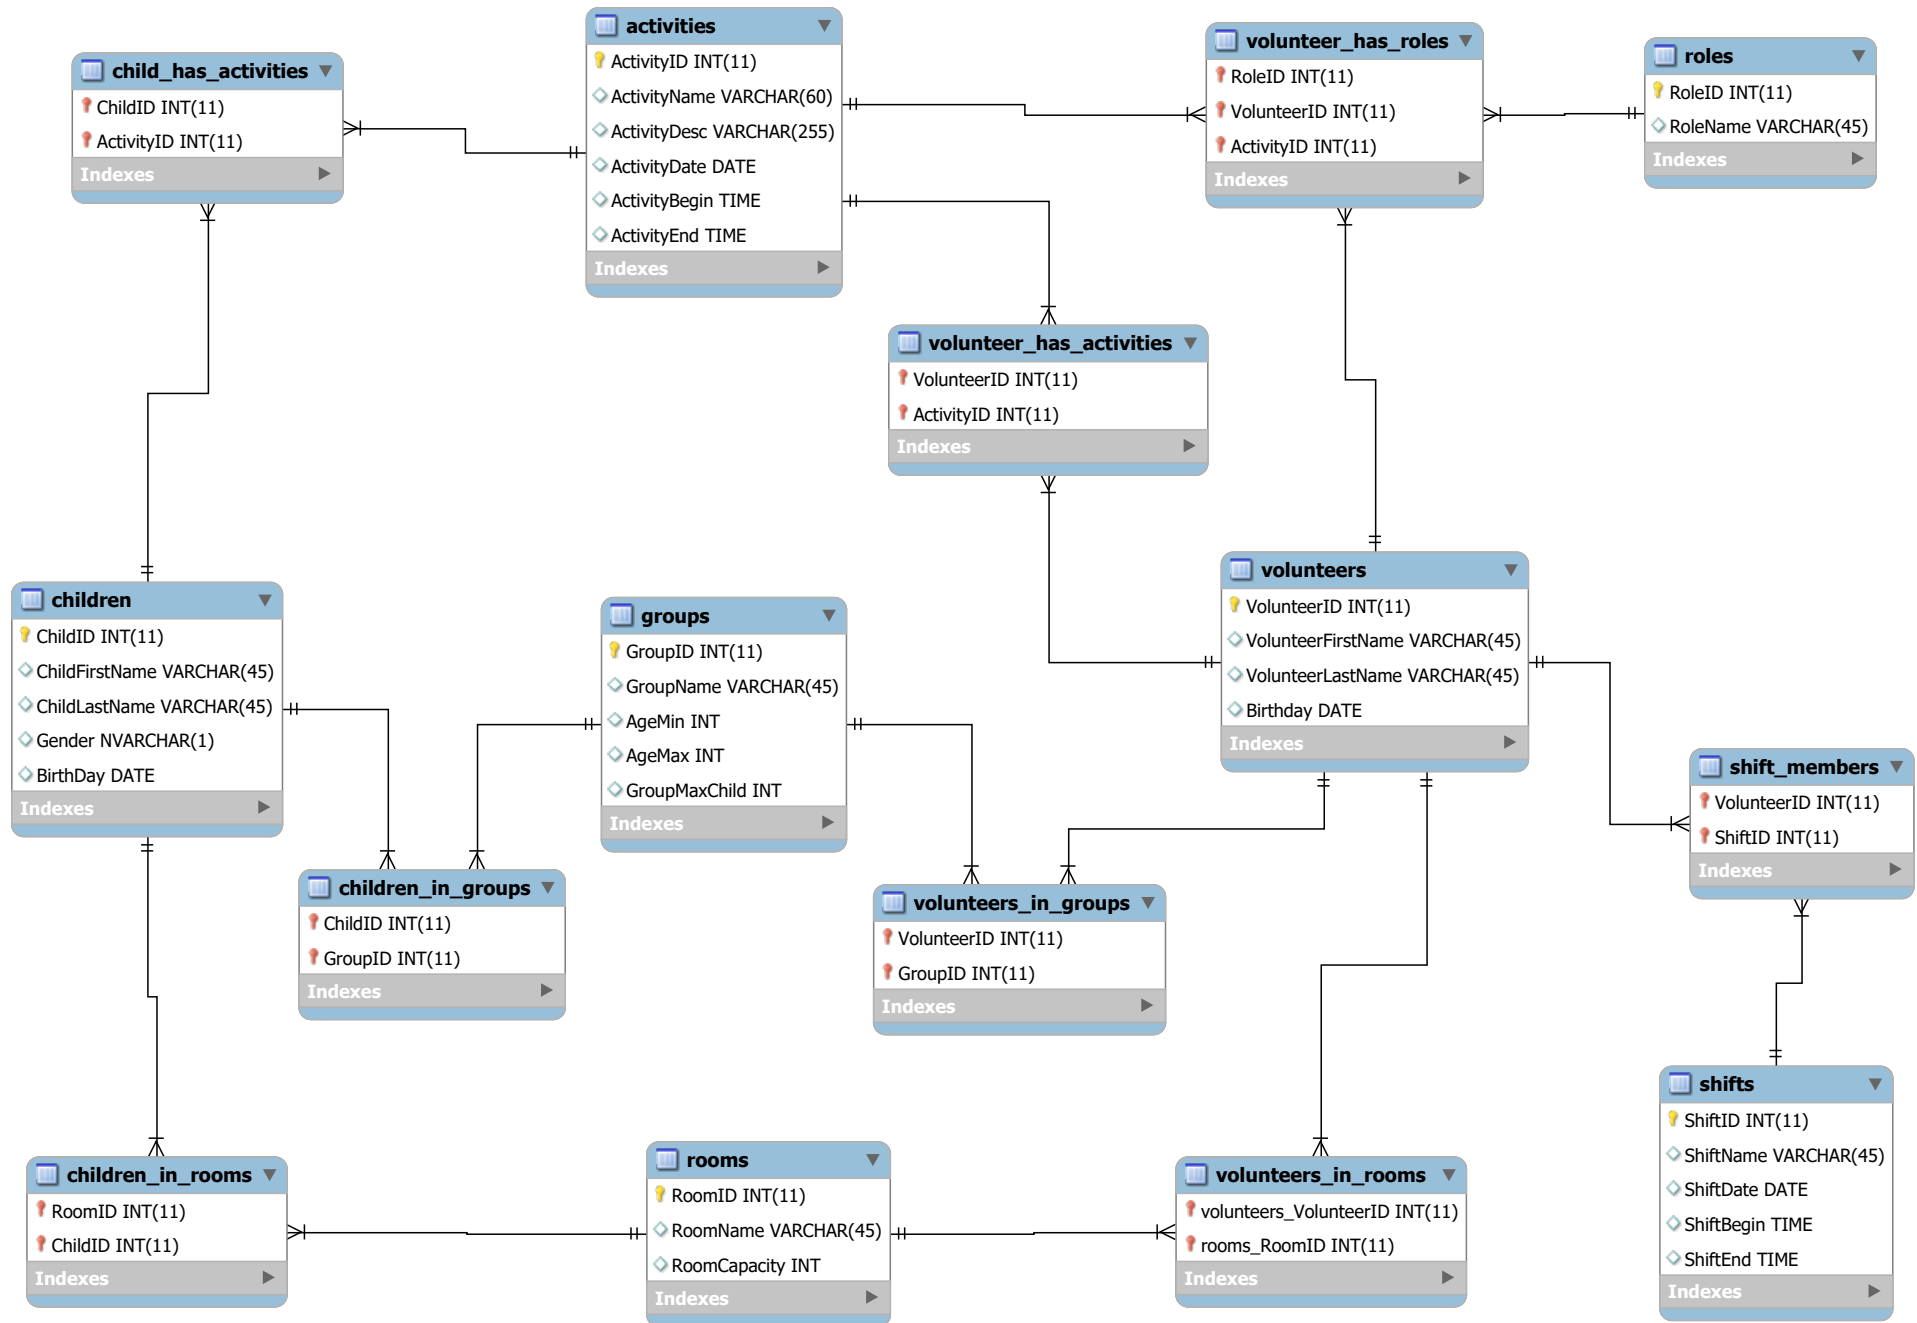 activities
ActivityID INT(11)
ActivityName VARCHAR(60)
ActivityDesc VARCHAR(255)
ActivityDate DATE
ActivityBegin TIME
ActivityEnd TIME
Indexes
child_has_activities
ChildID INT(11)
ActivityID INT(11)
Indexes
volunteer_has_roles
RoleID INT(11)
VolunteerID INT(11)
ActivityID INT(11)
Indexes
roles
RoleID INT(11)
RoleName VARCHAR(45)
Indexes
volunteer_has_activities
VolunteerID INT(11)
ActivityID INT(11)
Indexes
children
ChildID INT(11)
ChildFirstName VARCHAR(45)
ChildLastName VARCHAR(45)
Gender NVARCHAR(1)
BirthDay DATE
Indexes
groups
GroupID INT(11)
GroupName VARCHAR(45)
AgeMin INT
AgeMax INT
GroupMaxChild INT
Indexes
volunteers
VolunteerID INT(11)
VolunteerFirstName VARCHAR(45)
VolunteerLastName VARCHAR(45)
Birthday DATE
Indexes
shift_members
VolunteerID INT(11)
ShiftID INT(11)
Indexes
children_in_groups
ChildID INT(11)
GroupID INT(11)
Indexes
volunteers_in_groups
VolunteerID INT(11)
GroupID INT(11)
Indexes
children_in_rooms
RoomID INT(11)
ChildID INT(11)
Indexes
rooms
RoomID INT(11)
RoomName VARCHAR(45)
RoomCapacity INT
Indexes
volunteers_in_rooms
volunteers_VolunteerID INT(11)
rooms_RoomID INT(11)
Indexes
shifts
ShiftID INT(11)
ShiftName VARCHAR(45)
ShiftDate DATE
ShiftBegin TIME
ShiftEnd TIME
Indexes